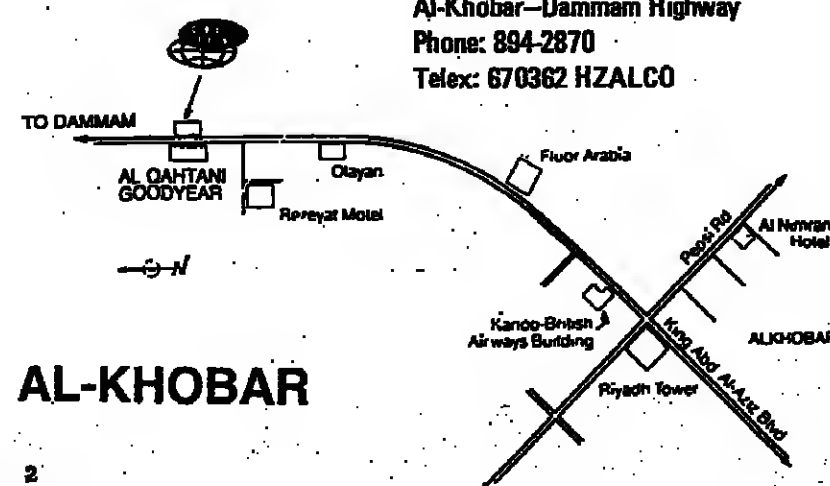 Al-Khobar–Dammam Highway
Phone: 894-2870
Telex: 670362 HZALCO
TO DAMMAM
AL QAHTANI
GOODYEAR
Olayan
Rezeyat Motel
Fluor Arabia
Pepsi Rd
Al Nimran
Hotel
N
Kanoo-British
Airways Building
King Abd Al-Aziz Blvd
ALKHOBAR
Riyadh Tower
AL-KHOBAR
2